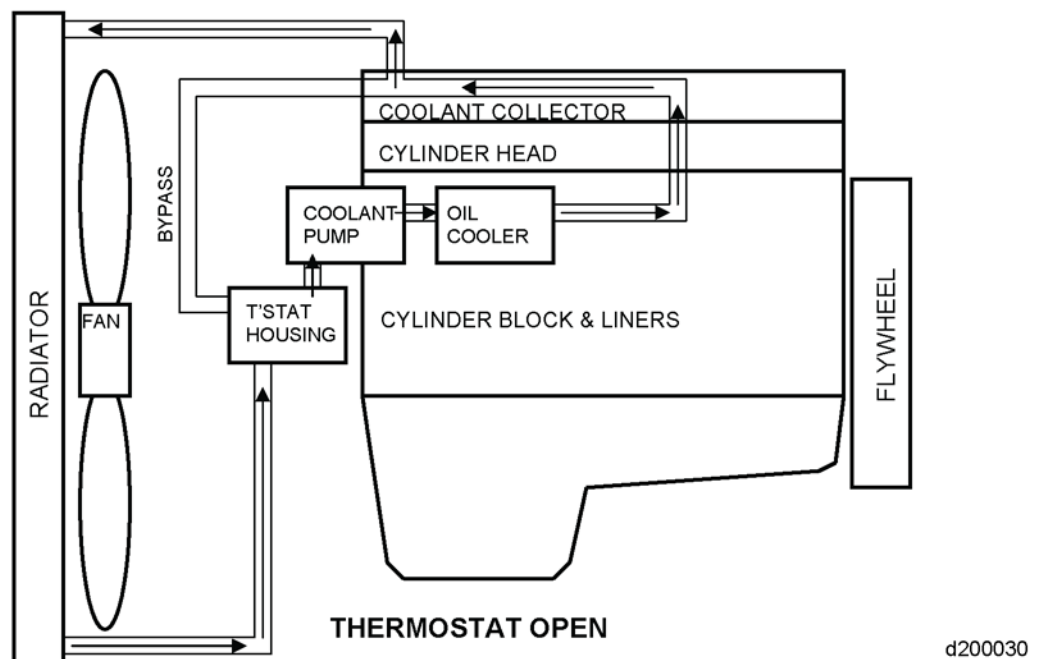 COOLANT COLLECTOR
CYLINDER HEAD
BYPASS
COOLANT
PUMP
OIL
COOLER
RADIATOR
FAN
T'STAT
HOUSING
CYLINDER BLOCK & LINERS
FLYWHEEL
THERMOSTAT OPEN
d200030